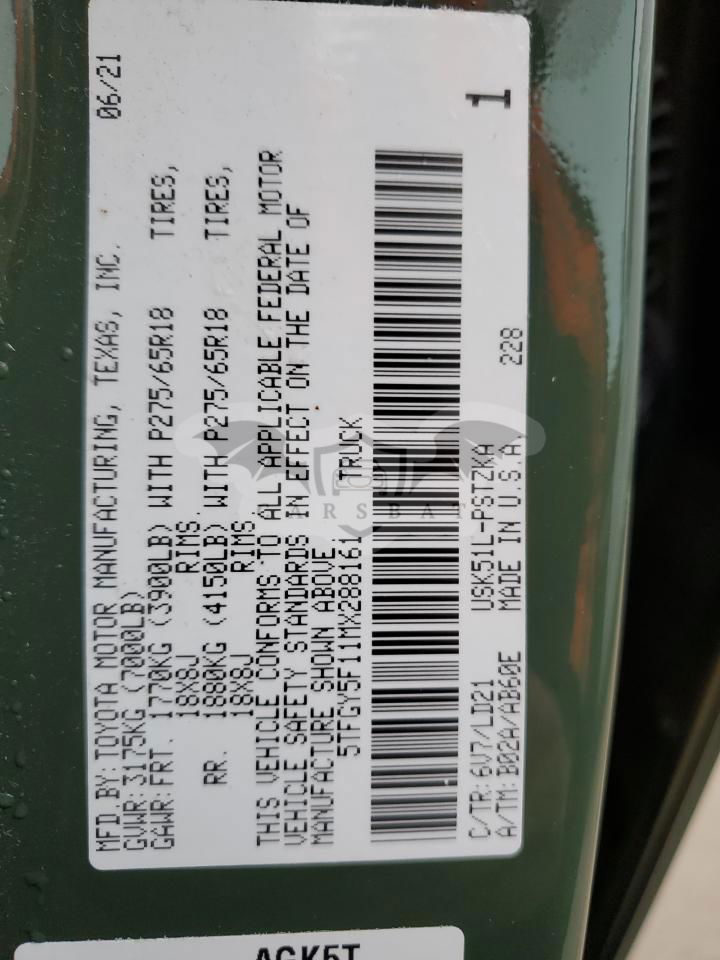 MFD.BY:TOYOTA MOTOR MANUFACTURING, TEXAS, INC. 06/21
GVWR:3175KG (7000LB)
GAWR:FRT. 1770KG (3900LB) WITH P275/65R18 TIRES,
18X8J RIMS.
RR. 1880KG (4150LB) WITH P275/65R18 TIRES,
18X8J RIMS.
THIS VEHICLE CONFORMS TO ALL APPLICABLE FEDERAL MOTOR
VEHICLE SAFETY STANDARDS IN EFFECT ON THE DATE OF
MANUFACTURE SHOWN ABOVE.
5TFGY5F11MX288161 TRUCK
C/TR:6V7/LD21 USK51L-PSTZKA 228 1
A/TM:B02A/AB60E MADE IN U.S.A.
ARSBAT
ACK5T